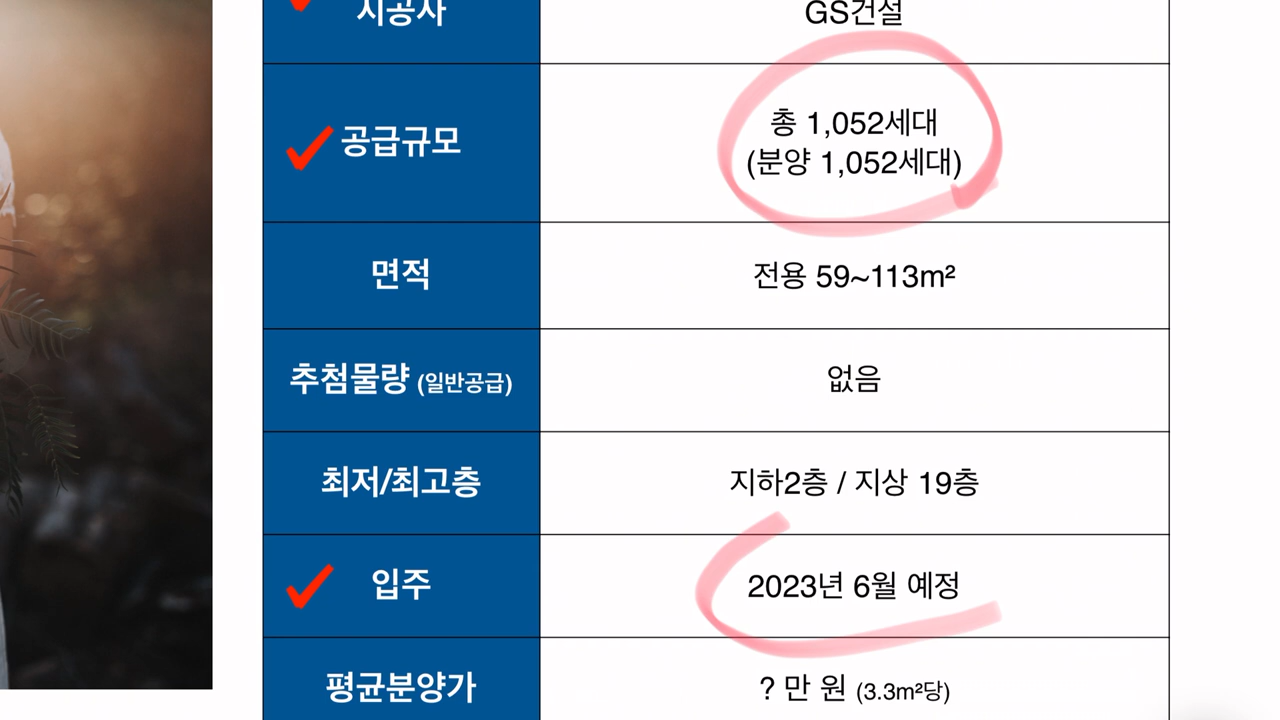 시공사
GS건설
공급규모
총 1,052세대
(분양 1,052세대)
면적
전용 59~113m²
추첨물량 (일반공급)
없음
최저/최고층
지하2층 / 지상 19층
입주
2023년 6월 예정
평균분양가
? 만 원 (3.3m²당)